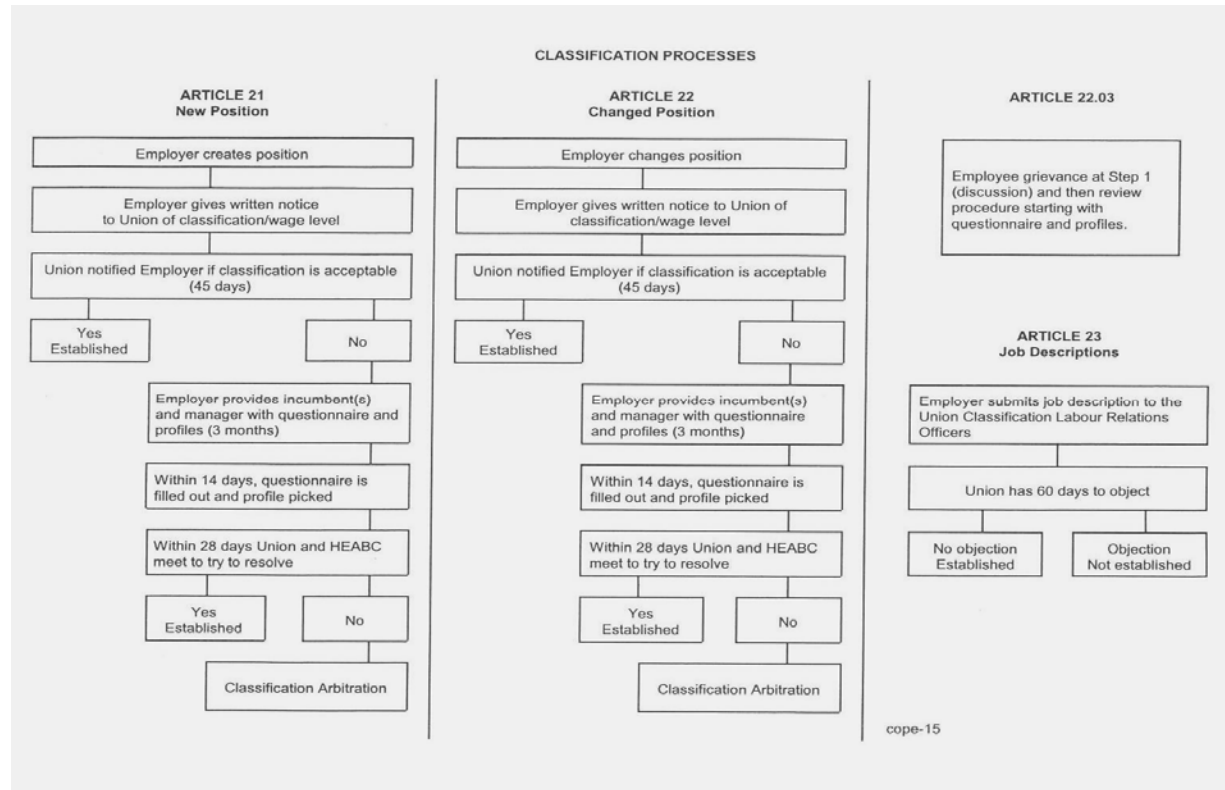 CLASSIFICATION PROCESSES
ARTICLE 21
New Position
Employer creates position
Employer gives written notice
to Union of classification/wage level
Union notified Employer if classification is acceptable
(45 days)
Yes
Established
No
Employer provides incumbent(s)
and manager with questionnaire and
profiles (3 months)
Within 14 days, questionnaire is
filled out and profile picked
Within 28 days Union and HEABC
meet to try to resolve
Yes
Established
No
Classification Arbitration
ARTICLE 22
Changed Position
Employer changes position
Employer gives written notice to Union of
classification/wage level
Union notified Employer if classification is acceptable
(45 days)
Yes
Established
No
Employer provides incumbent(s)
and manager with questionnaire
and profiles (3 months)
Within 14 days, questionnaire is
filled out and profile picked
Within 28 days Union and HEABC
meet to try to resolve
Yes
Established
No
Classification Arbitration
ARTICLE 22.03
Employee grievance at Step 1
(discussion) and then review
procedure starting with
questionnaire and profiles.
ARTICLE 23
Job Descriptions
Employer submits job description to the
Union Classification Labour Relations
Officers
Union has 60 days to object
No objection
Established
Objection
Not established
cope-15